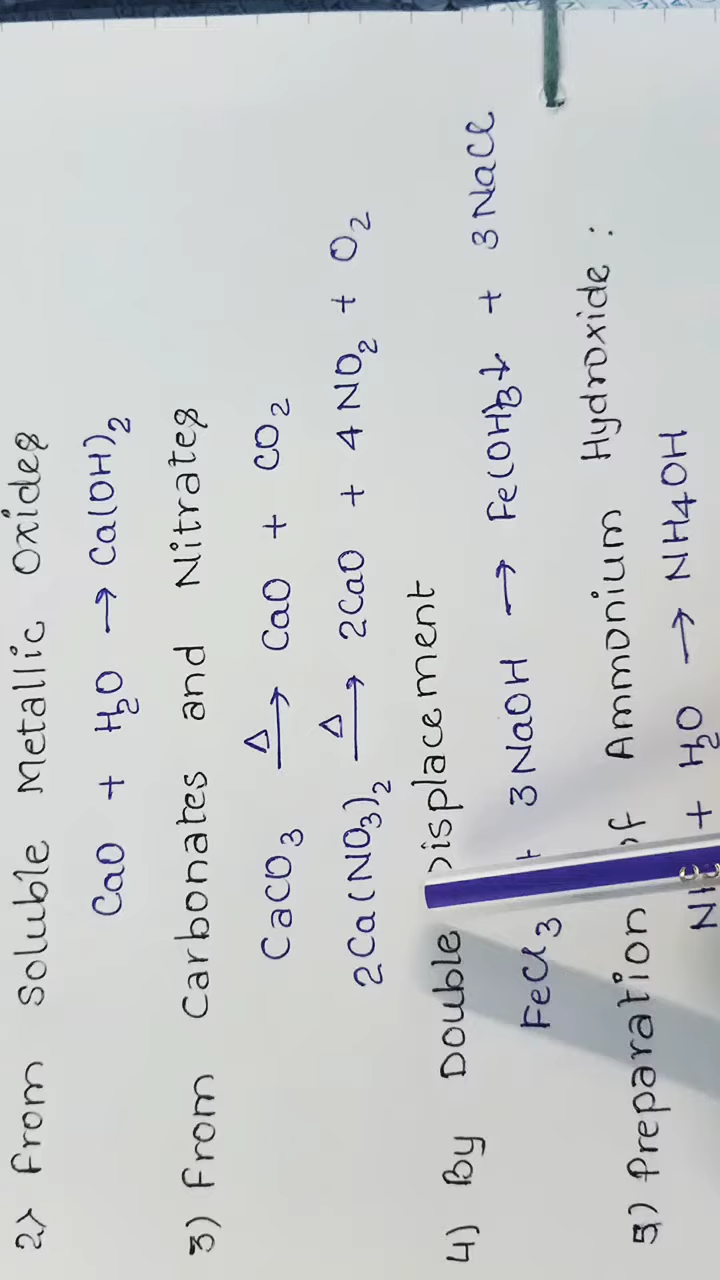 2) From Soluble Metallic Oxides
CaO + H₂O → Ca(OH)₂
3) From Carbonates and Nitrates
CaCO₃ —Δ→ CaO + CO₂
2Ca(NO₃)₂ —Δ→ 2CaO + 4NO₂ + O₂
4) By Double Displacement
FeCl₃ + 3NaOH → Fe(OH)₃↓ + 3NaCl
5) Preparation of Ammonium Hydroxide :
+ H₂O → NH₄OH